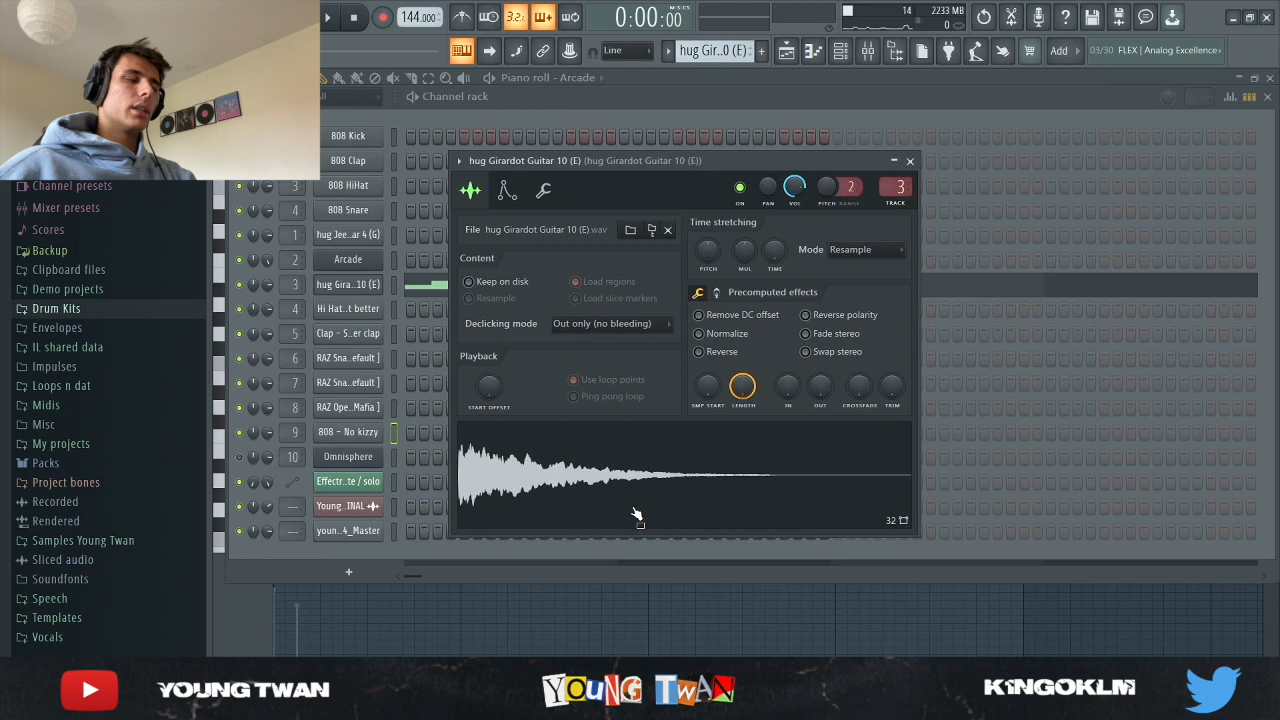 144.000
3.2.
0:00:00
M:S:CS
14
2233 MB
0
Line
hug Gir..0 (E)
Add
03/30 FLEX | Analog Excellence
Piano roll - Arcade
Channel rack
Channel presets
Mixer presets
Scores
Backup
Clipboard files
Demo projects
Drum Kits
Envelopes
IL shared data
Impulses
Loops n dat
Midis
Misc
My projects
Packs
Project bones
Recorded
Rendered
Samples Young Twan
Sliced audio
Soundfonts
Speech
Templates
Vocals
808 Kick
808 Clap
3 808 HiHat
4 808 Snare
1 hug Jee..ar 4 (G)
2 Arcade
3 hug Gira..10 (E)
4 Hi Hat..t better
5 Clap - S..er clap
6 RAZ Sna..efault ]
7 RAZ Sna..efault ]
8 RAZ Ope..Mafia ]
9 808 - No kizzy
10 Omnisphere
Effectr..te / solo
--- Young..INAL
--- youn..4_Master
hug Girardot Guitar 10 (E) (hug Girardot Guitar 10 (E))
ON PAN VOL PITCH RANGE 2 3 TRACK
File hug Girardot Guitar 10 (E).wav
Content
Keep on disk Load regions
Resample Load slice markers
Declicking mode Out only (no bleeding)
Playback
START OFFSET
Use loop points
Ping pong loop
Time stretching
PITCH MUL TIME
Mode Resample
Precomputed effects
Remove DC offset Reverse polarity
Normalize Fade stereo
Reverse Swap stereo
SMP START LENGTH IN OUT CROSSFADE TRIM
32
YOUNG TWAN
YOUNG TWAN
K1NGOKLM